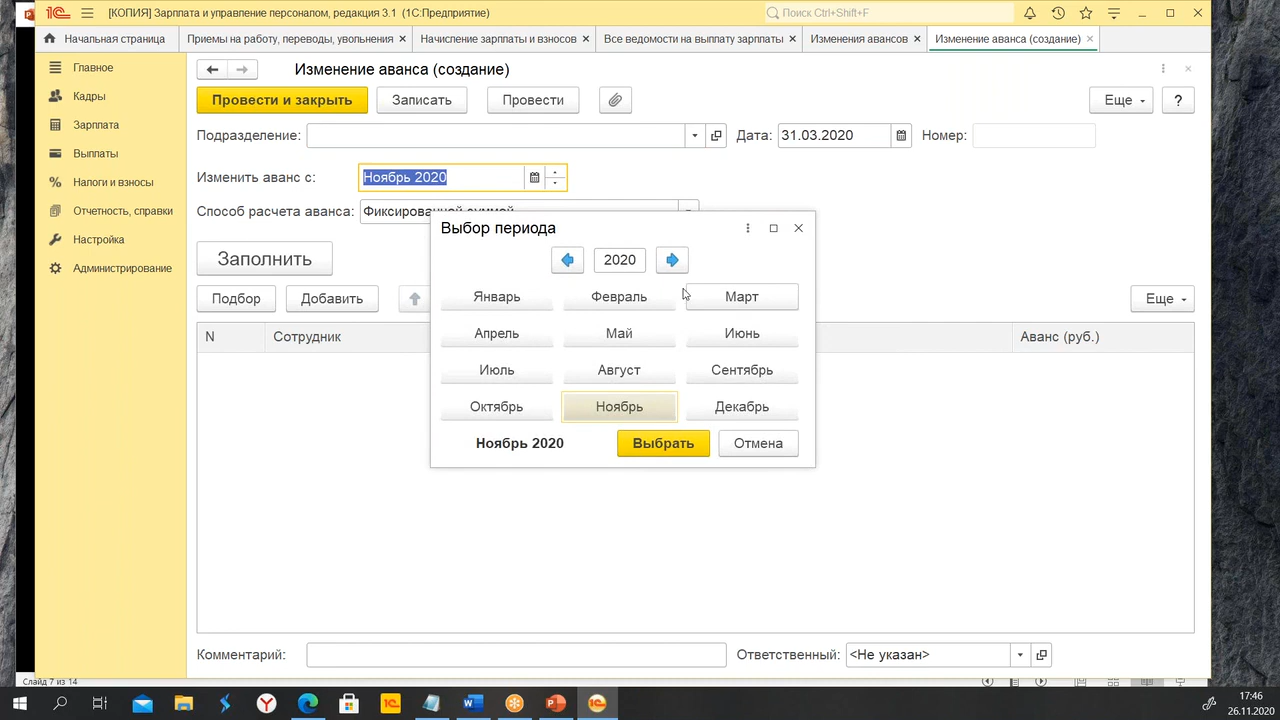 [КОПИЯ] Зарплата и управление персоналом, редакция 3.1 (1С:Предприятие)
Поиск Ctrl+Shift+F
Начальная страница
Приемы на работу, переводы, увольнения
Начисление зарплаты и взносов
Все ведомости на выплату зарплаты
Изменения авансов
Изменение аванса (создание)
Главное
Кадры
Зарплата
Выплаты
Налоги и взносы
Отчетность, справки
Настройка
Администрирование
Изменение аванса (создание)
Провести и закрыть
Записать
Провести
Еще
?
Подразделение:
Дата: 31.03.2020
Номер:
Изменить аванс с: Ноябрь 2020
Способ расчета аванса: Фиксированной суммой
Заполнить
Подбор
Добавить
Еще
N
Сотрудник
Аванс (руб.)
Выбор периода
2020
Январь
Февраль
Март
Апрель
Май
Июнь
Июль
Август
Сентябрь
Октябрь
Ноябрь
Декабрь
Ноябрь 2020
Выбрать
Отмена
Комментарий:
Ответственный: <Не указан>
Слайд 7 из 14
17:46
26.11.2020